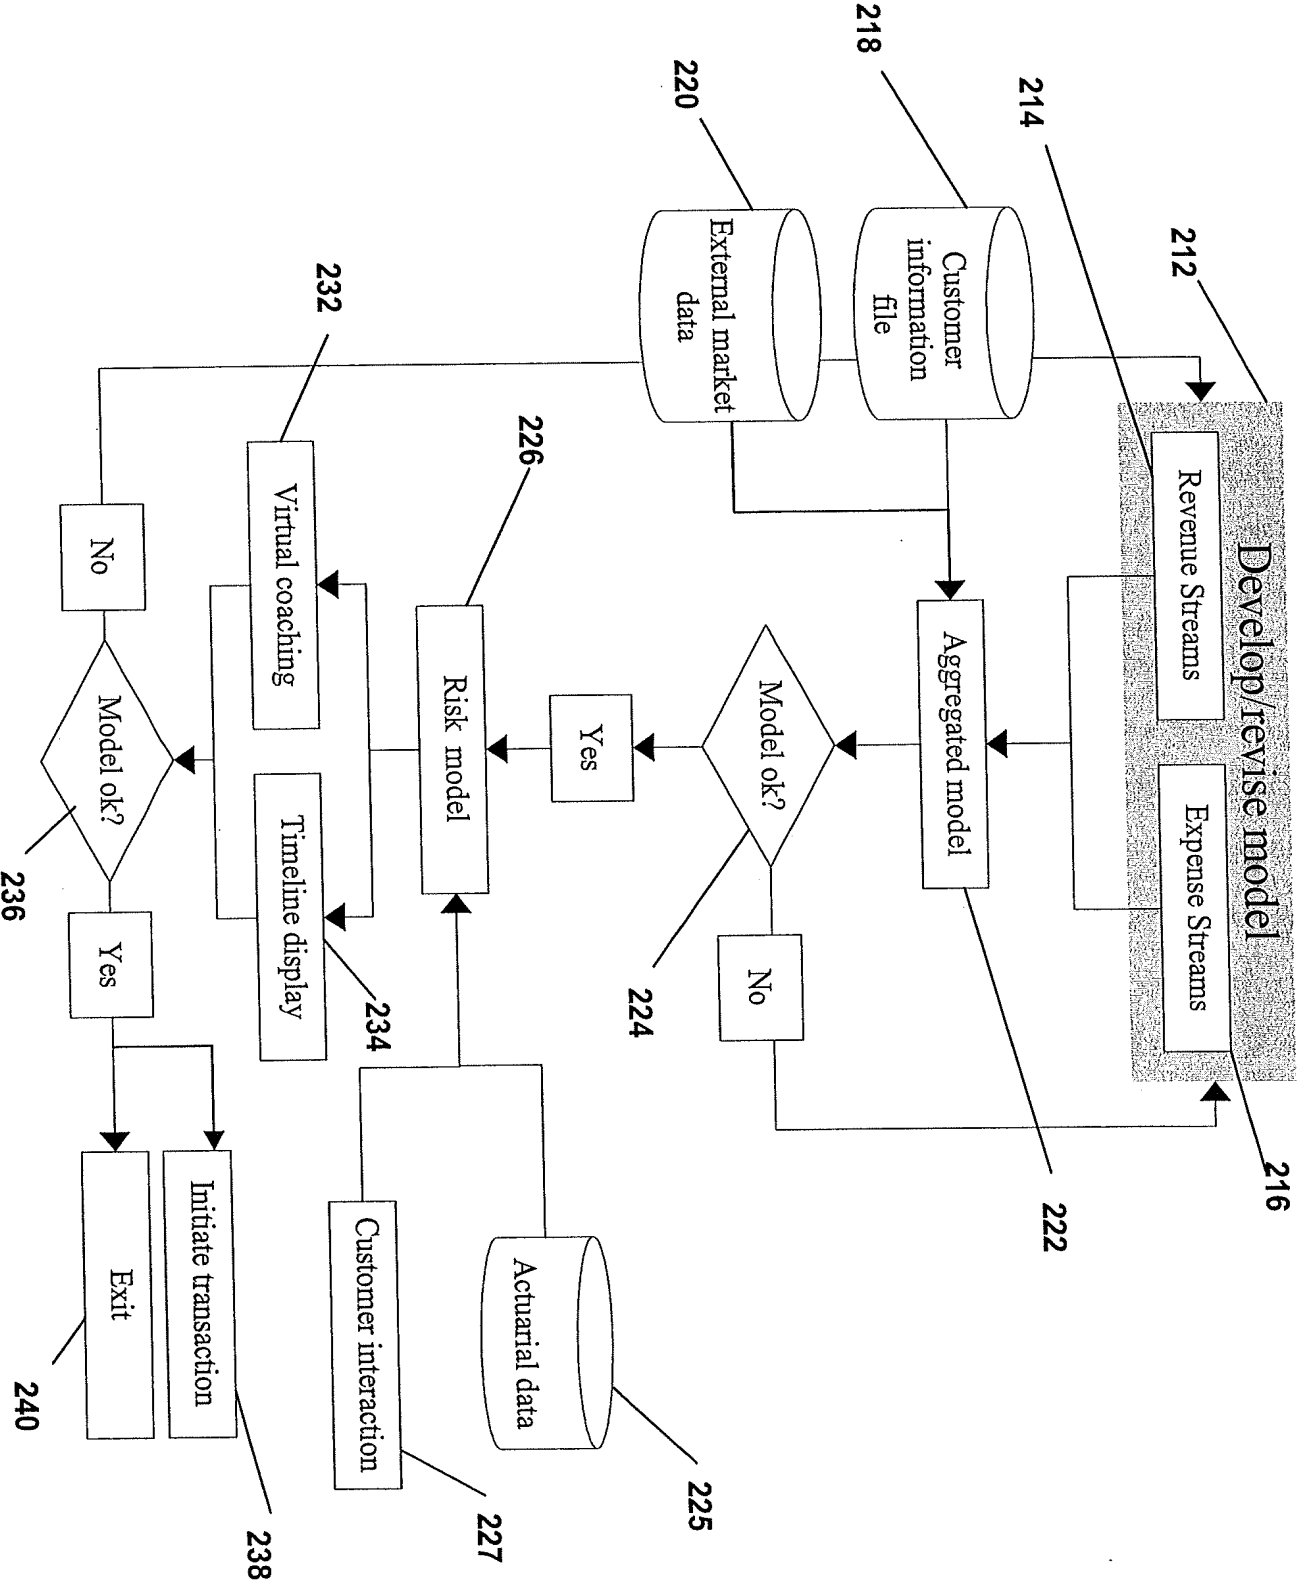 212
Develop/revise model
214
Revenue Streams
Expense Streams
216
218
Customer
information
file
220
External market
data
Aggregated model
222
Model ok?
224
No
Yes
226
Risk model
Actuarial data
225
Customer interaction
227
232
Virtual coaching
Timeline display
234
No
Model ok?
236
Yes
Initiate transaction
238
Exit
240